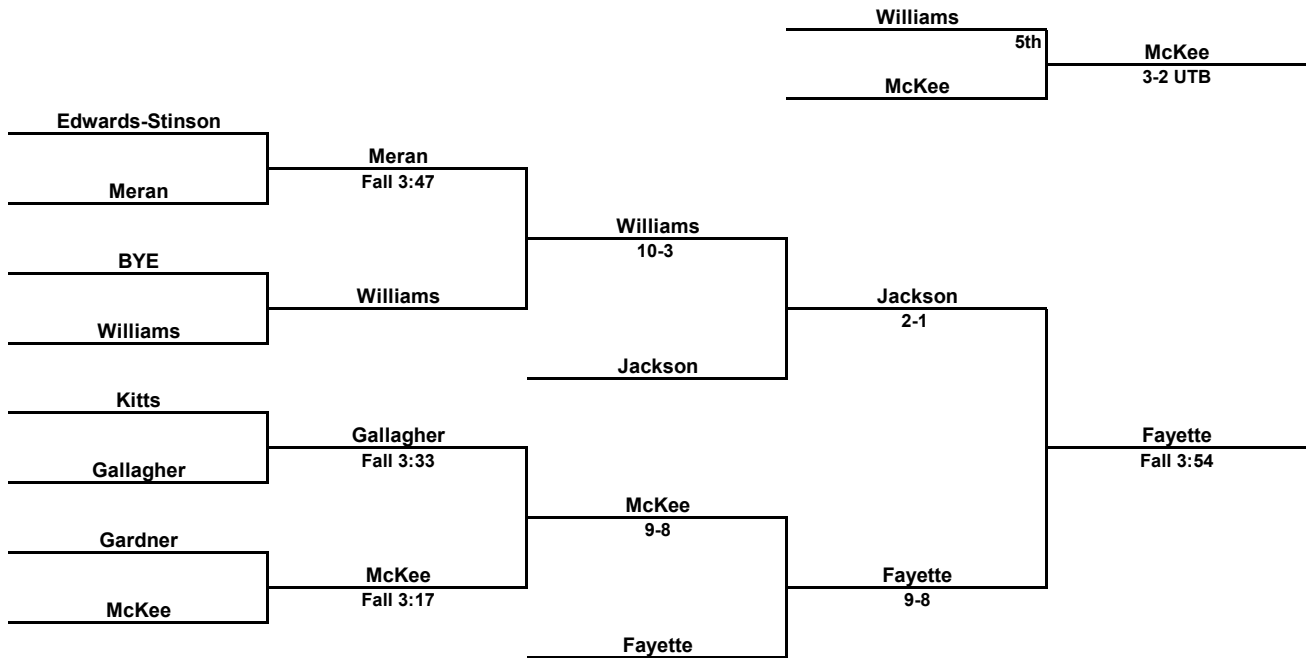 Williams
5th
McKee
3-2 UTB
McKee
Edwards-Stinson
Meran
Fall 3:47
Meran
Williams
10-3
BYE
Williams
Jackson
2-1
Williams
Jackson
Kitts
Gallagher
Fall 3:33
Fayette
Fall 3:54
Gallagher
McKee
9-8
Gardner
McKee
Fall 3:17
Fayette
9-8
McKee
Fayette